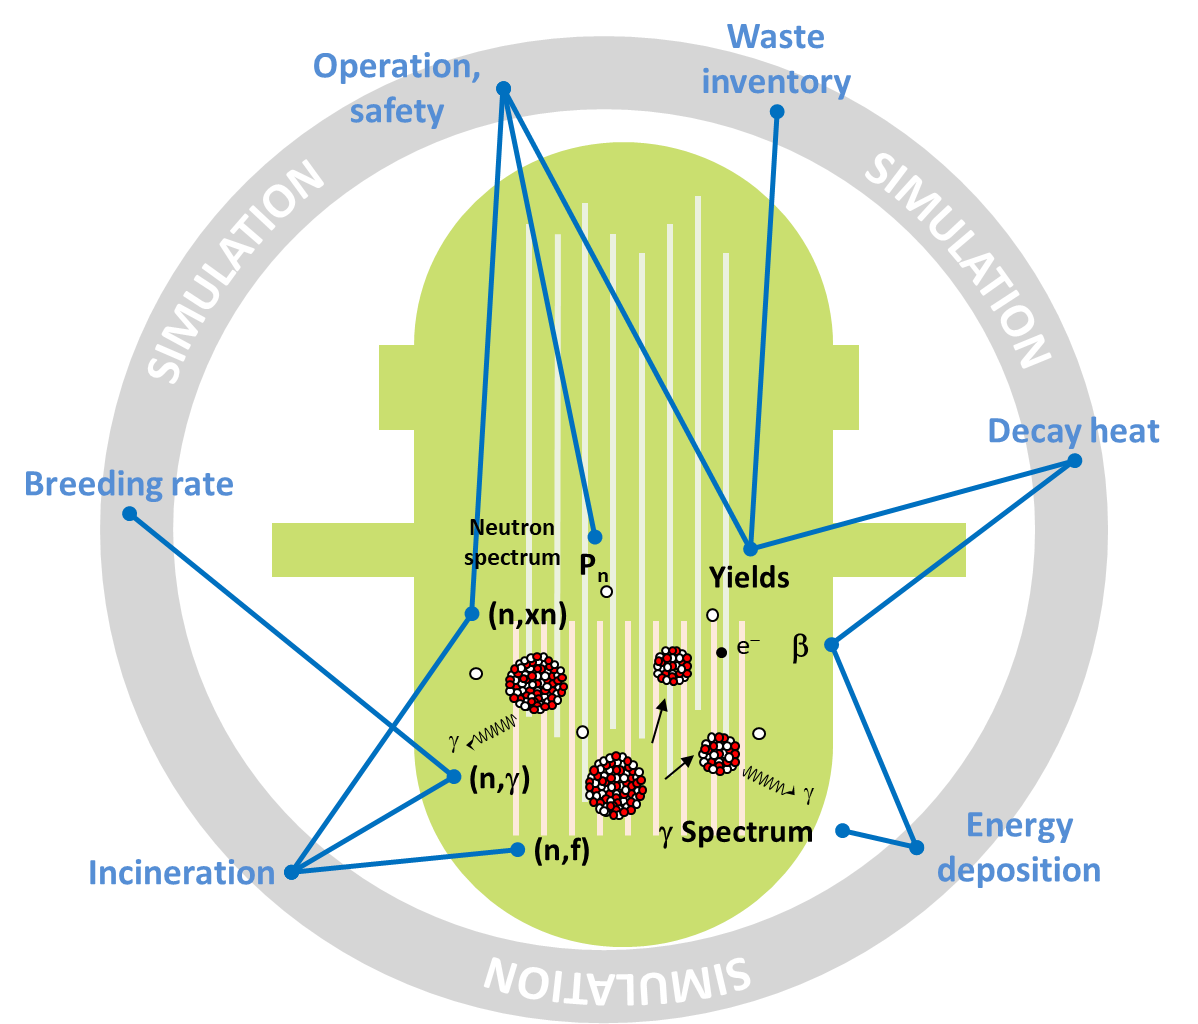 Waste
inventory
Operation,
safety
SIMULATION
SIMULATION
Decay heat
Breeding rate
Neutron
spectrum
Pn
Yields
(n,xn)
e−
β
γ
(n,γ)
γ
γ Spectrum
(n,f)
Energy
deposition
Incineration
SIMULATION